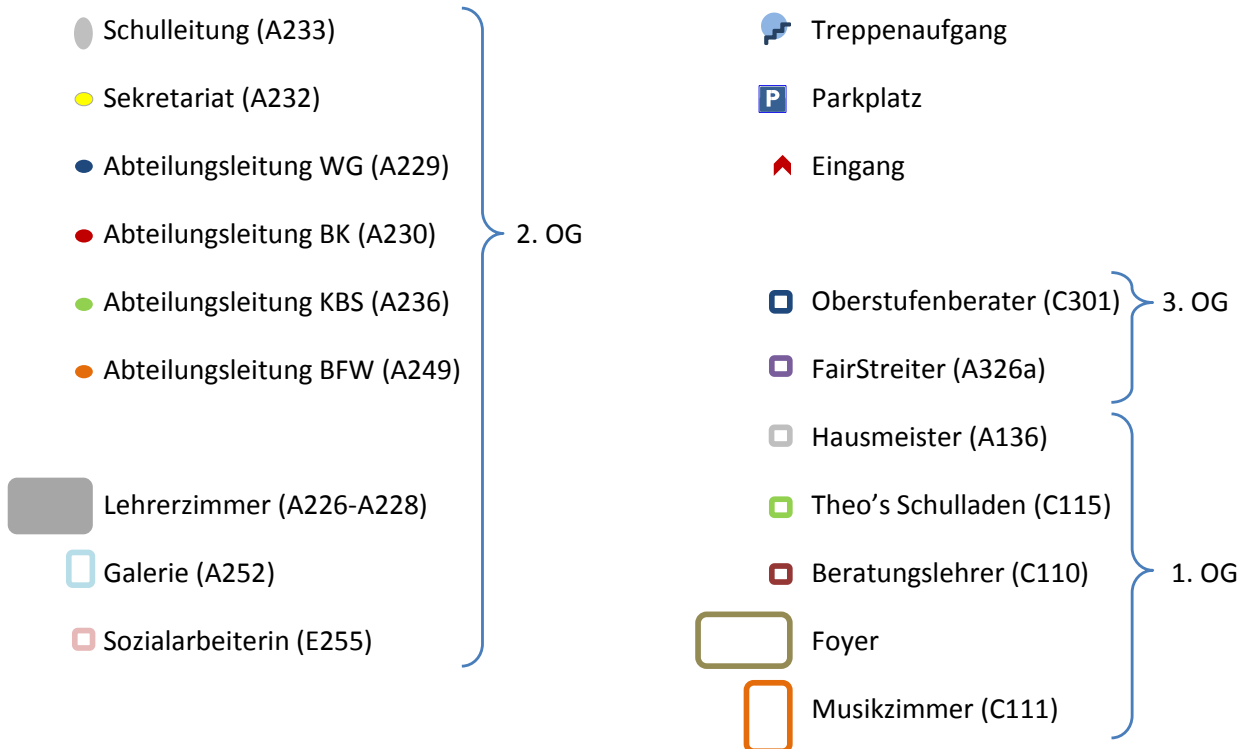 Schulleitung (A233)
Sekretariat (A232)
Abteilungsleitung WG (A229)
Abteilungsleitung BK (A230)
Abteilungsleitung KBS (A236)
Abteilungsleitung BFW (A249)
Lehrerzimmer (A226-A228)
Galerie (A252)
Sozialarbeiterin (E255)
2. OG
Treppenaufgang
P
Parkplatz
Eingang
Oberstufenberater (C301)
FairStreiter (A326a)
3. OG
Hausmeister (A136)
Theo’s Schulladen (C115)
Beratungslehrer (C110)
Foyer
Musikzimmer (C111)
1. OG